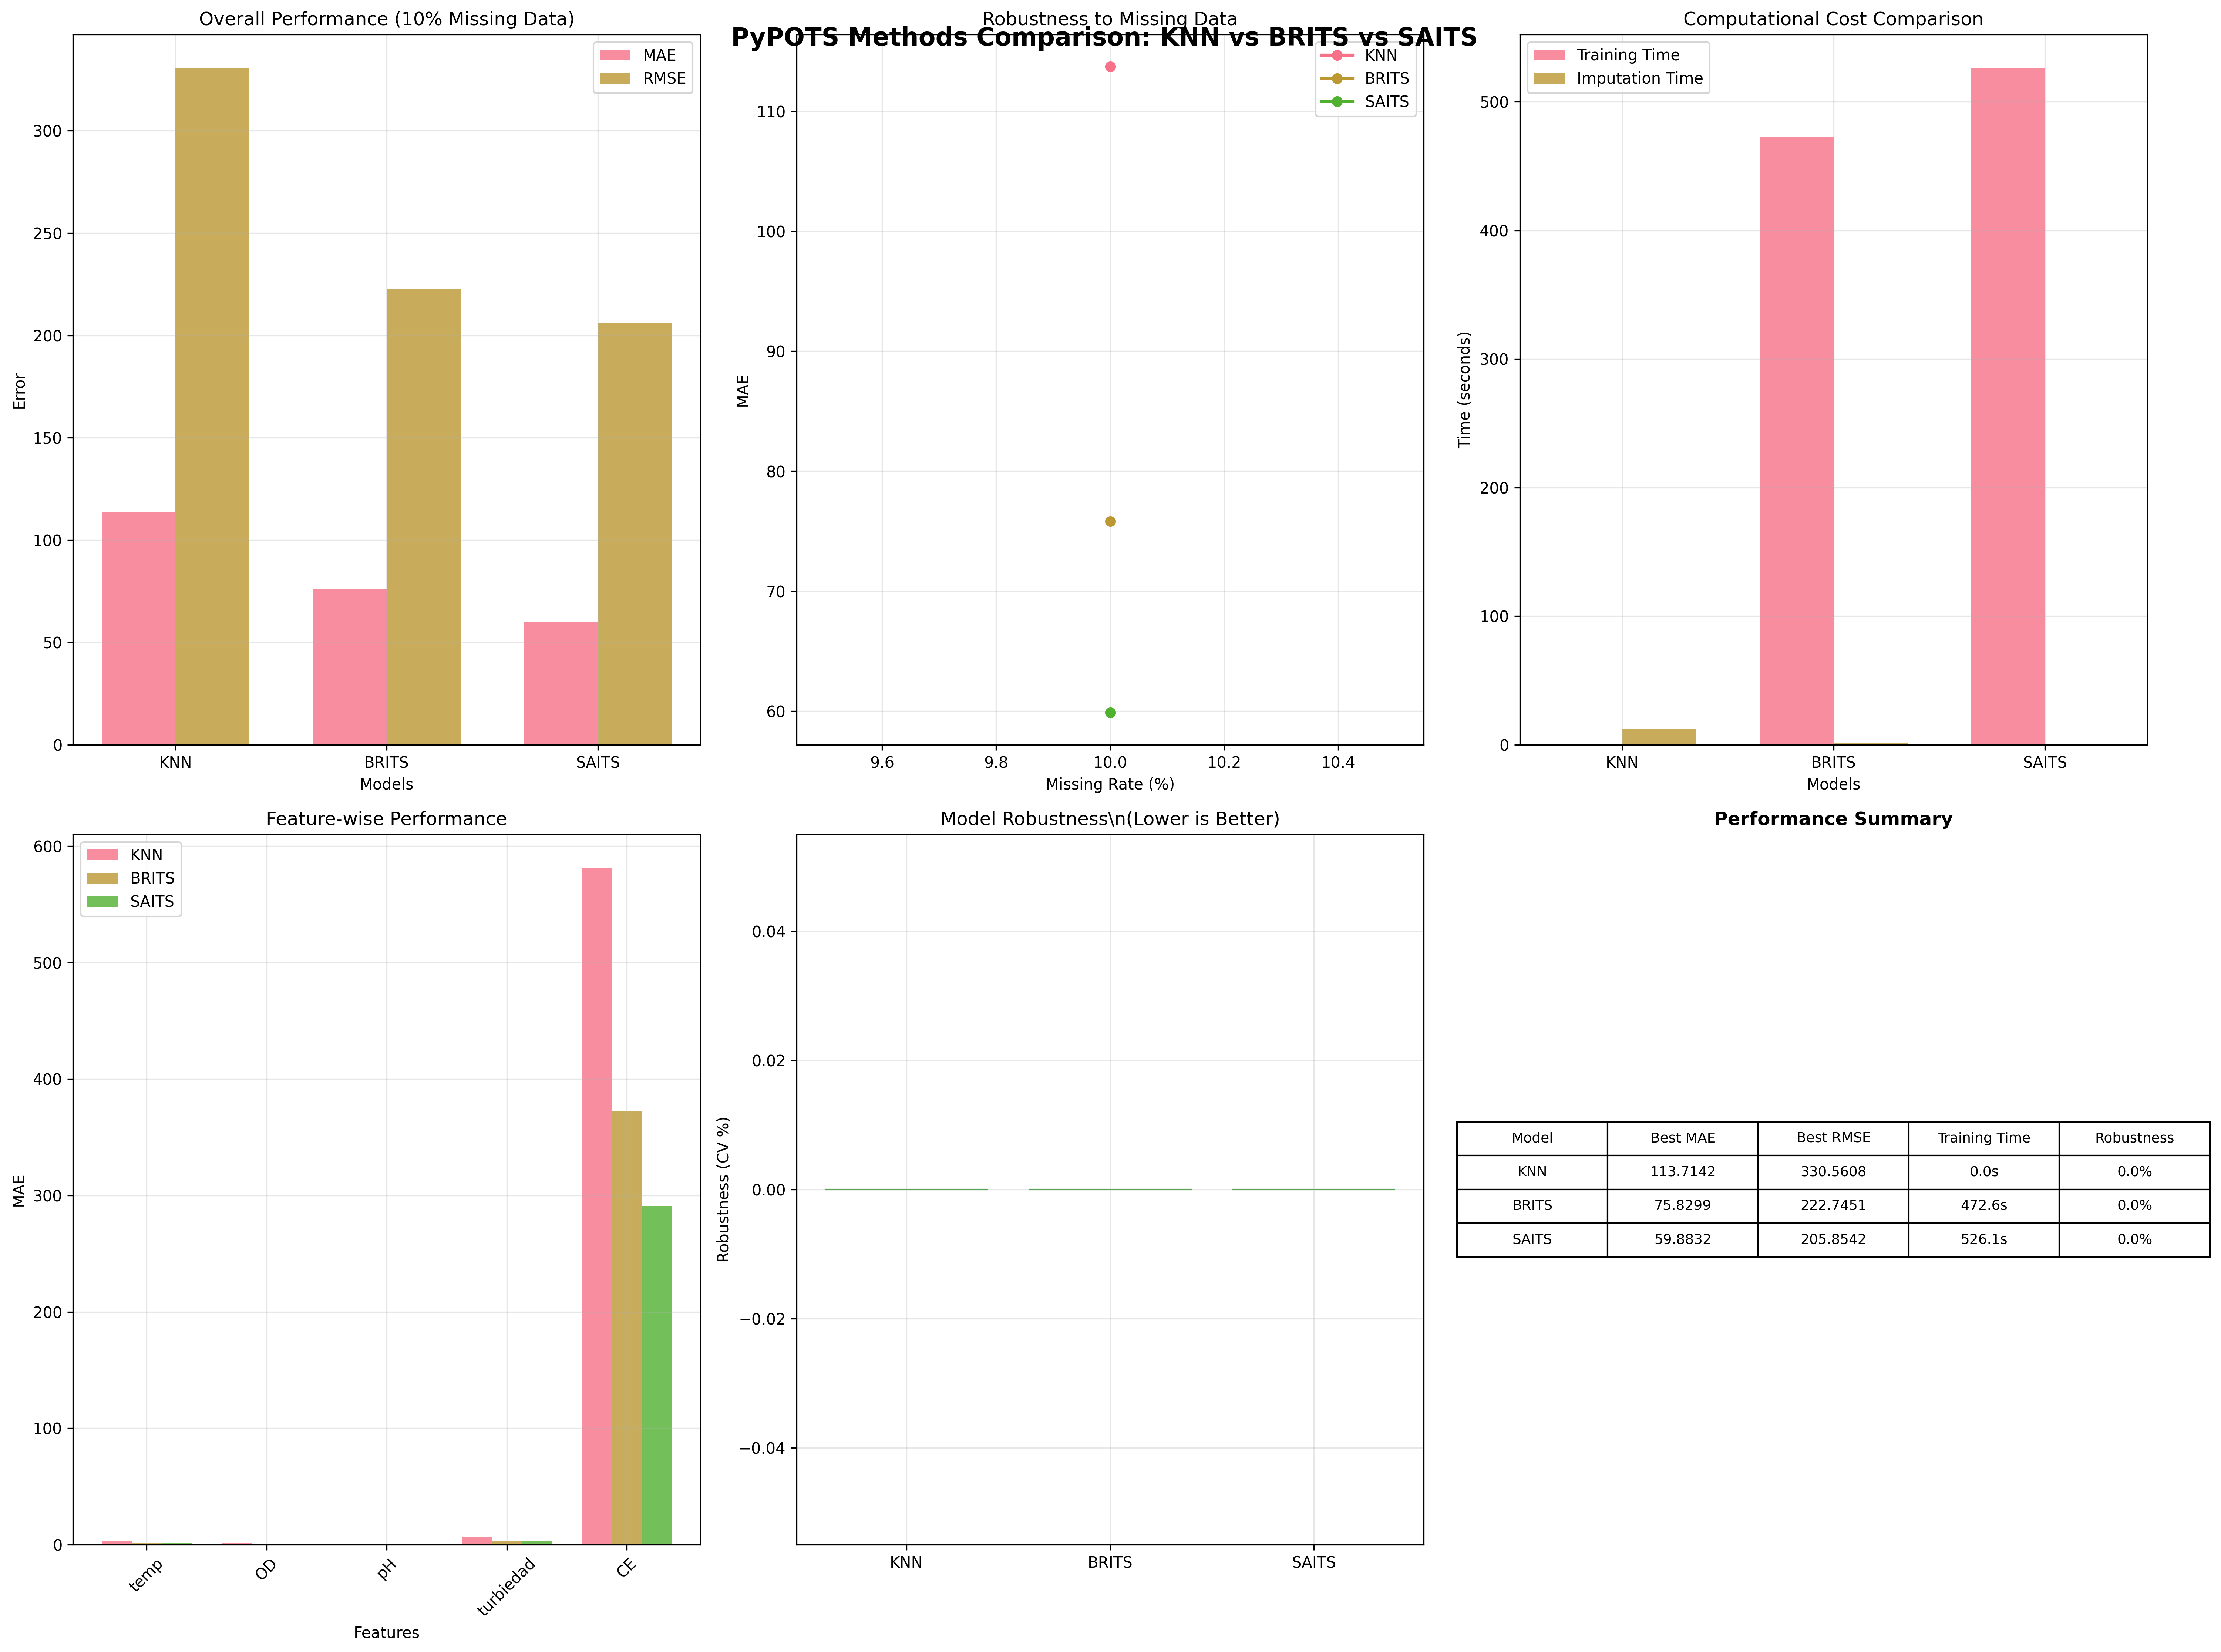 PyPOTS Methods Comparison: KNN vs BRITS vs SAITS
Overall Performance (10% Missing Data)
MAE
RMSE
Error
300
250
200
150
100
50
0
KNN BRITS SAITS
Models
Robustness to Missing Data
KNN
BRITS
SAITS
MAE
110
100
90
80
70
60
9.6 9.8 10.0 10.2 10.4
Missing Rate (%)
Computational Cost Comparison
Training Time
Imputation Time
Time (seconds)
500
400
300
200
100
0
KNN BRITS SAITS
Models
Feature-wise Performance
KNN
BRITS
SAITS
MAE
600
500
400
300
200
100
0
temp OD pH turbiedad CE
Features
Model Robustness\n(Lower is Better)
Robustness (CV %)
0.04
0.02
0.00
−0.02
−0.04
KNN BRITS SAITS
Performance Summary
Model Best MAE Best RMSE Training Time Robustness
KNN 113.7142 330.5608 0.0s 0.0%
BRITS 75.8299 222.7451 472.6s 0.0%
SAITS 59.8832 205.8542 526.1s 0.0%